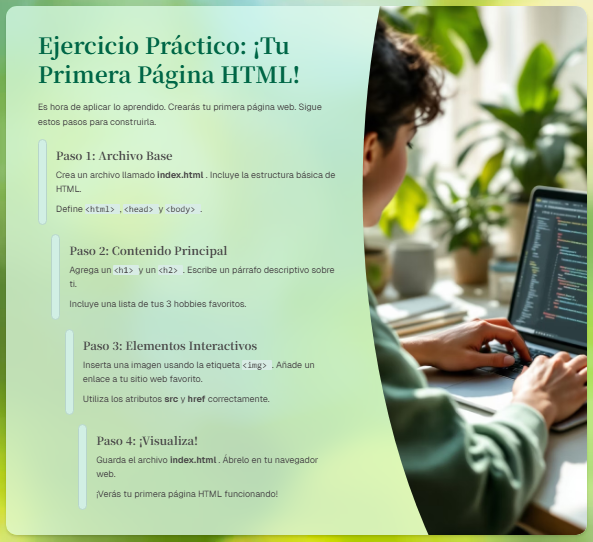 Ejercicio Práctico: ¡Tu
Primera Página HTML!
Es hora de aplicar lo aprendido. Crearás tu primera página web. Sigue
estos pasos para construirla.
Paso 1: Archivo Base
Crea un archivo llamado index.html . Incluye la estructura básica de
HTML.
Define <html> , <head> y <body> .
Paso 2: Contenido Principal
Agrega un <h1> y un <h2> . Escribe un párrafo descriptivo sobre
ti.
Incluye una lista de tus 3 hobbies favoritos.
Paso 3: Elementos Interactivos
Inserta una imagen usando la etiqueta <img> . Añade un
enlace a tu sitio web favorito.
Utiliza los atributos src y href correctamente.
Paso 4: ¡Visualiza!
Guarda el archivo index.html . Ábrelo en tu navegador
web.
¡Verás tu primera página HTML funcionando!